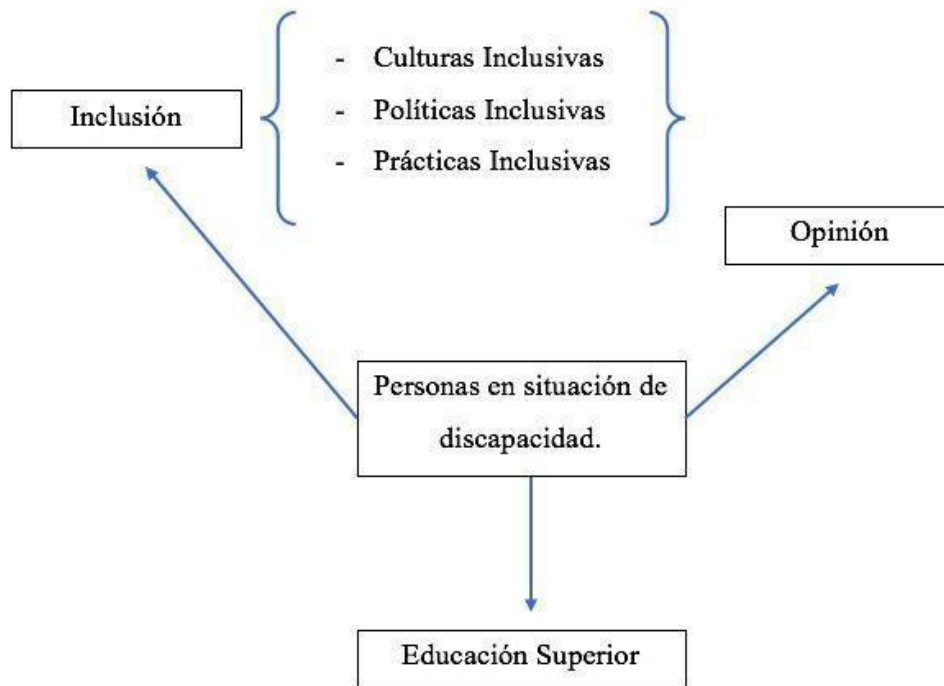 - Culturas Inclusivas
- Políticas Inclusivas
- Prácticas Inclusivas
Inclusión
Opinión
Personas en situación de
discapacidad.
Educación Superior